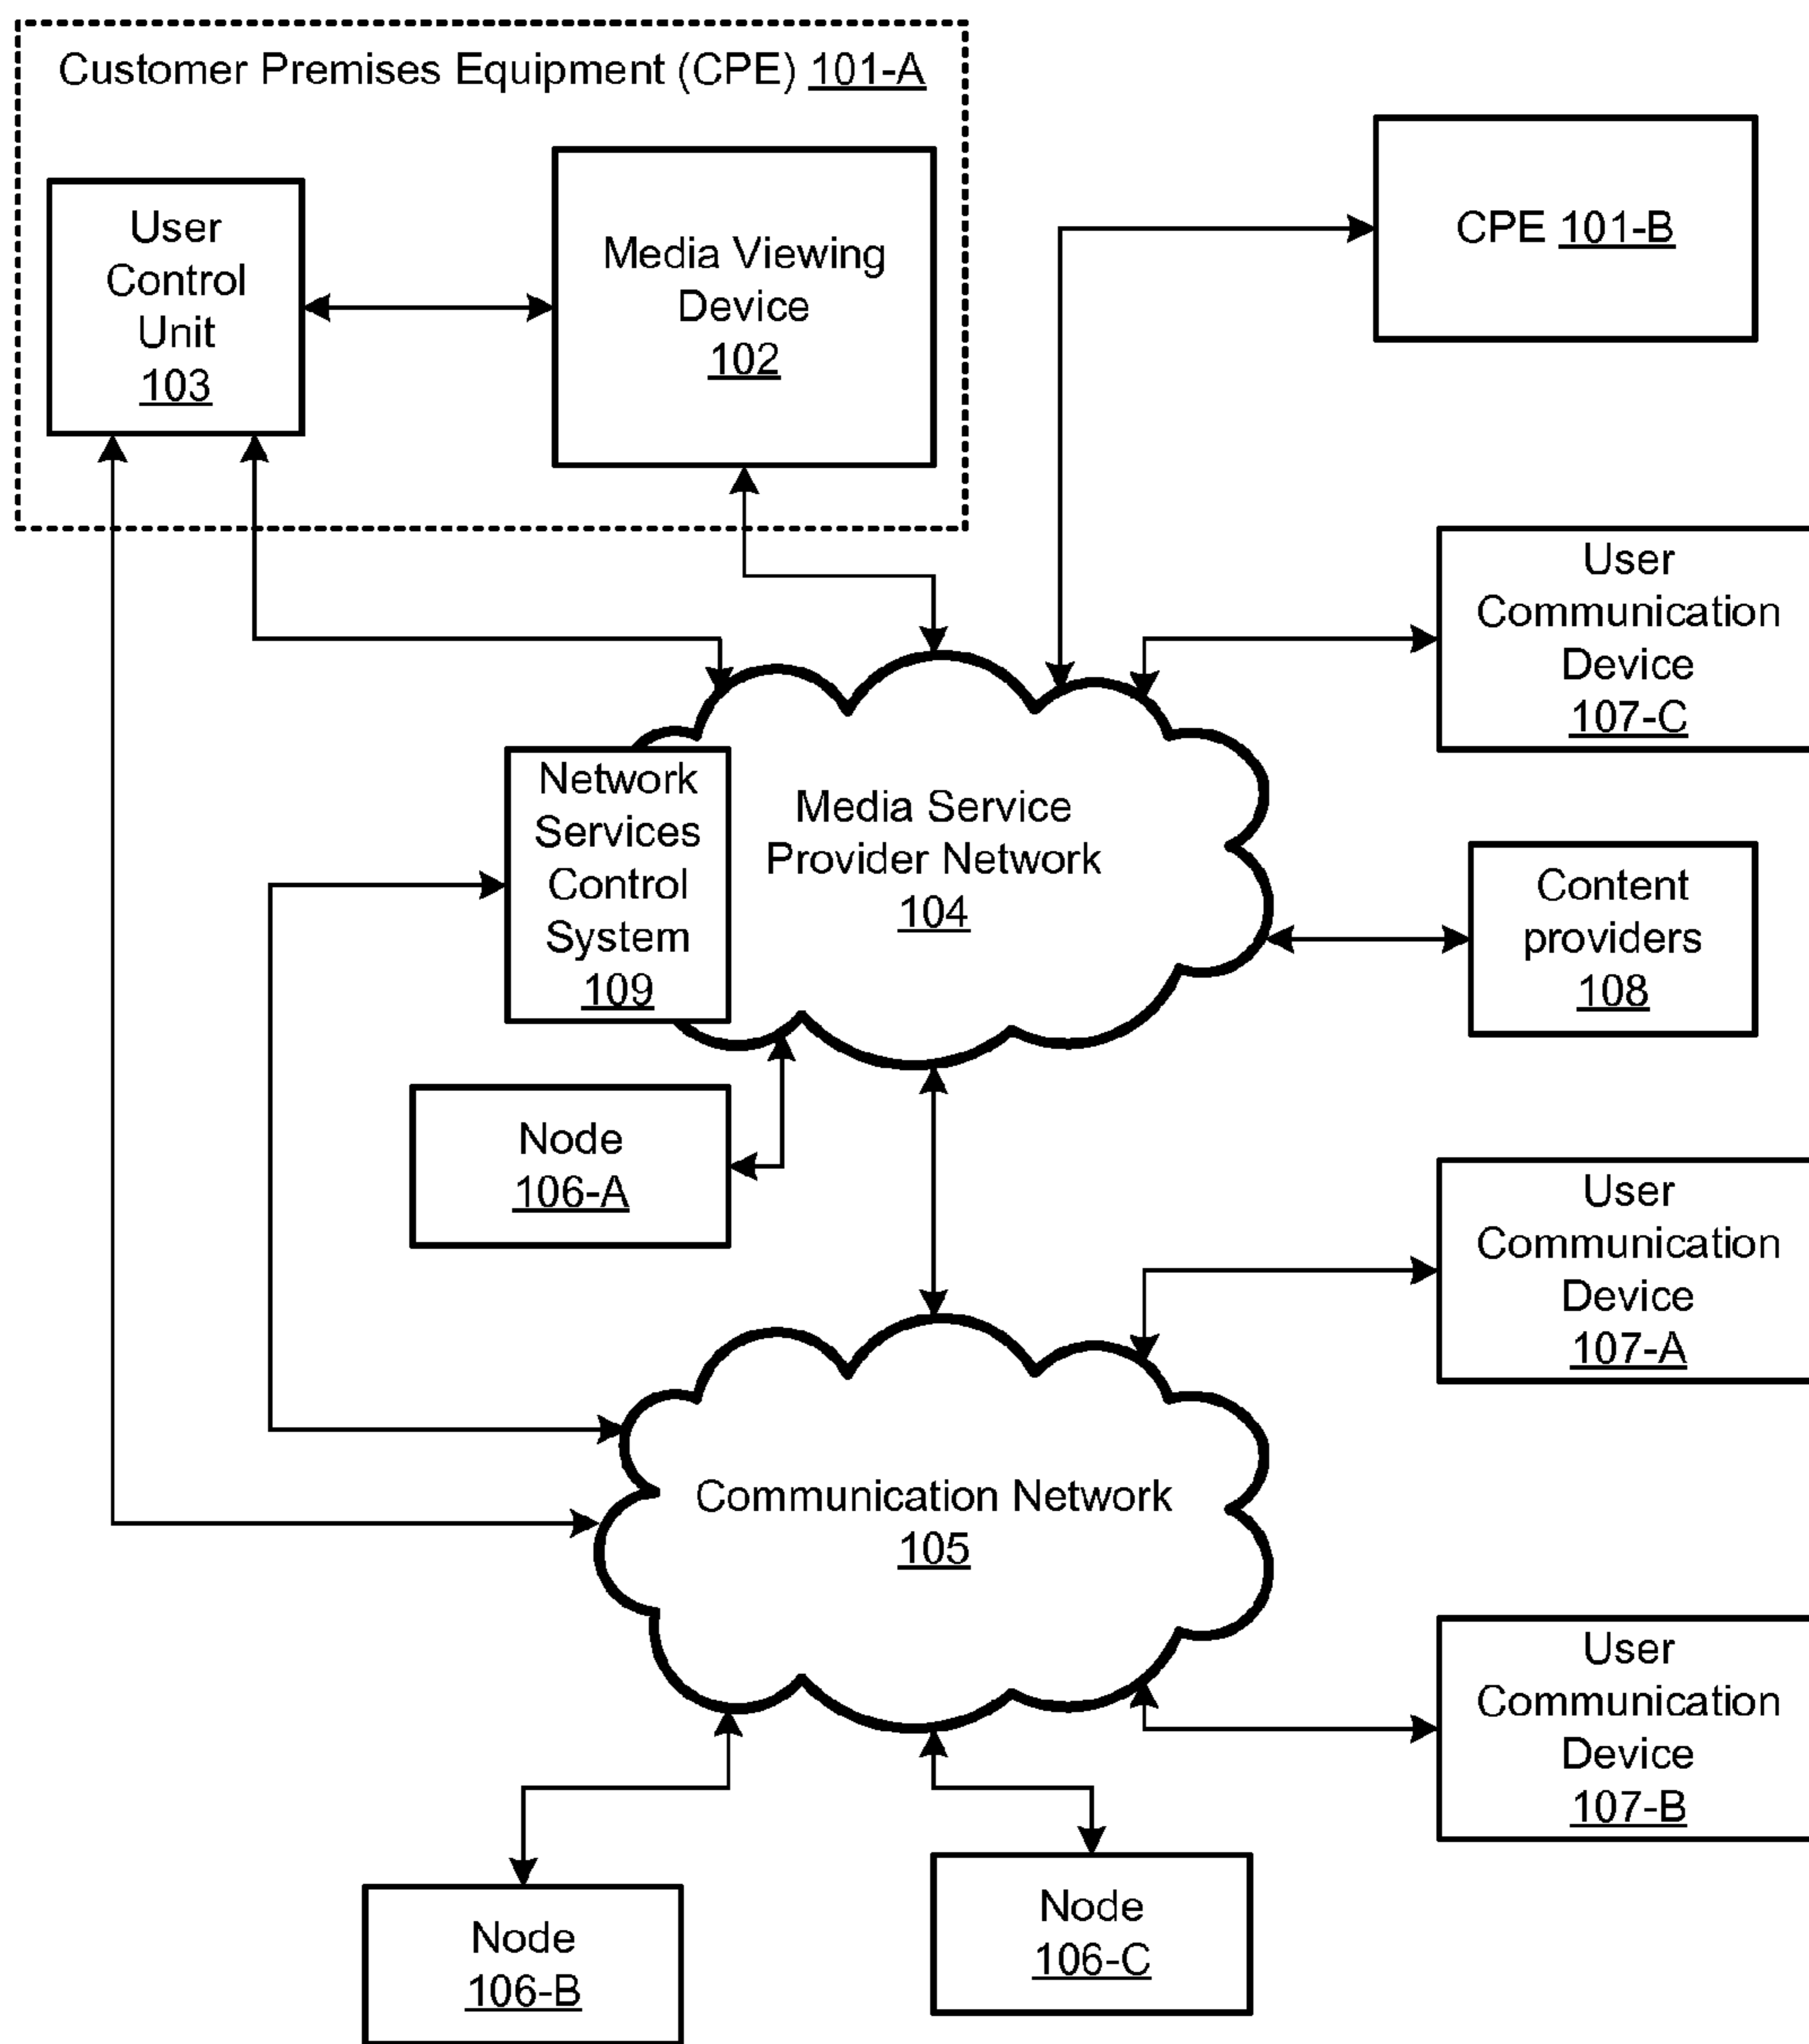 Customer Premises Equipment (CPE) 101-A
User
Control
Unit
103
Media Viewing
Device
102
CPE 101-B
User
Communication
Device
107-C
Network
Services
Control
System
109
Media Service
Provider Network
104
Content
providers
108
Node
106-A
User
Communication
Device
107-A
Communication Network
105
User
Communication
Device
107-B
Node
106-B
Node
106-C